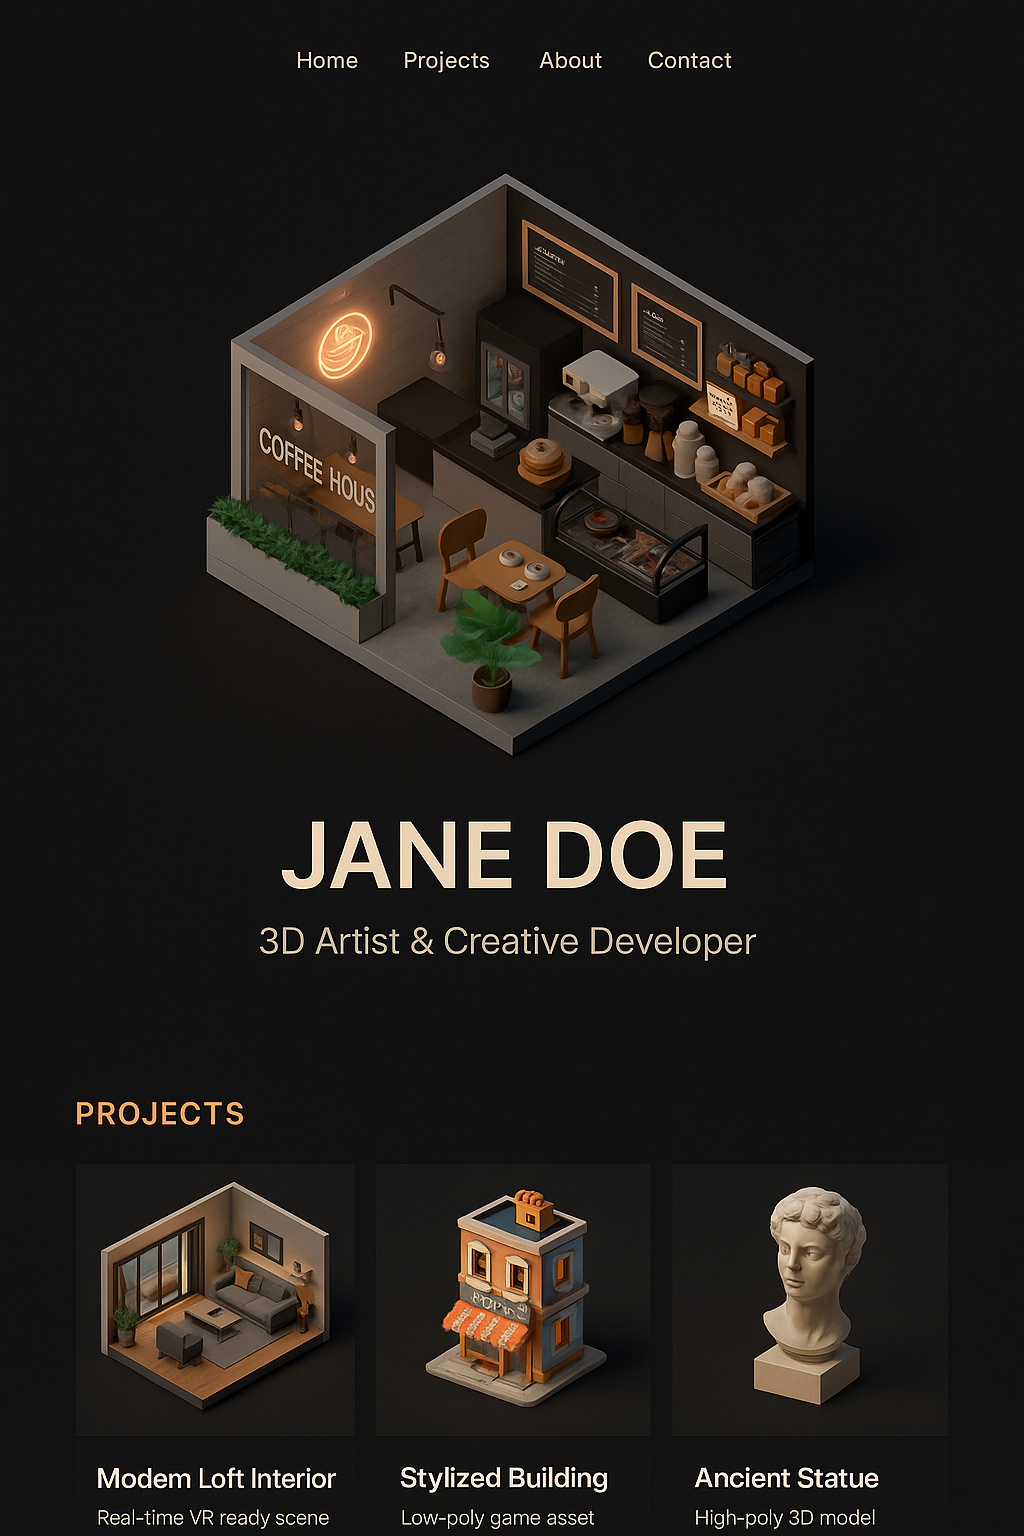 Home Projects About Contact
COFFEE HOUS
JANE DOE
3D Artist & Creative Developer
PROJECTS
Modem Loft Interior
Real-time VR ready scene
Stylized Building
Low-poly game asset
Ancient Statue
High-poly 3D model